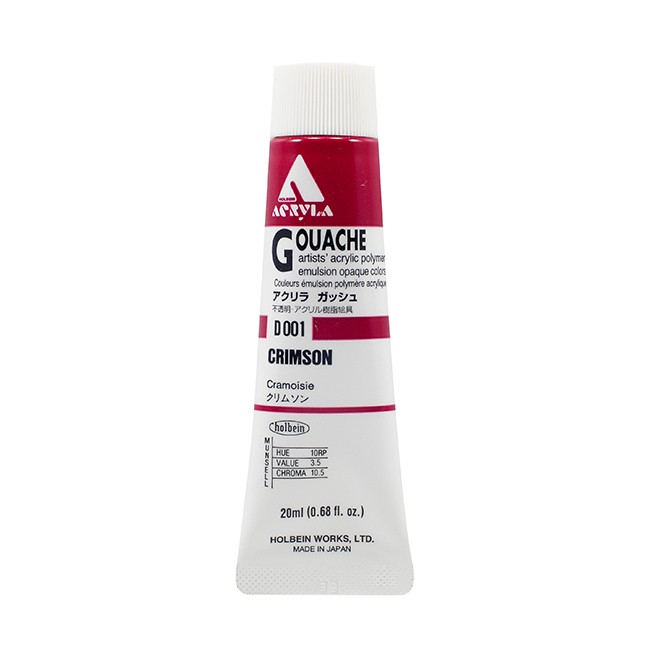 HOLBEIN
ACRYLA
GOUACHE
artists' acrylic polymer
emulsion opaque colors
Couleurs émulsion polymère acrylique
アクリラ ガッシュ
不透明・アクリル樹脂絵具
D001
CRIMSON
Cramoisie
クリムソン
holbein
MUNSELL
HUE 10RP
VALUE 3.5
CHROMA 10.5
20ml (0.68 fl. oz.)
HOLBEIN WORKS, LTD.
MADE IN JAPAN